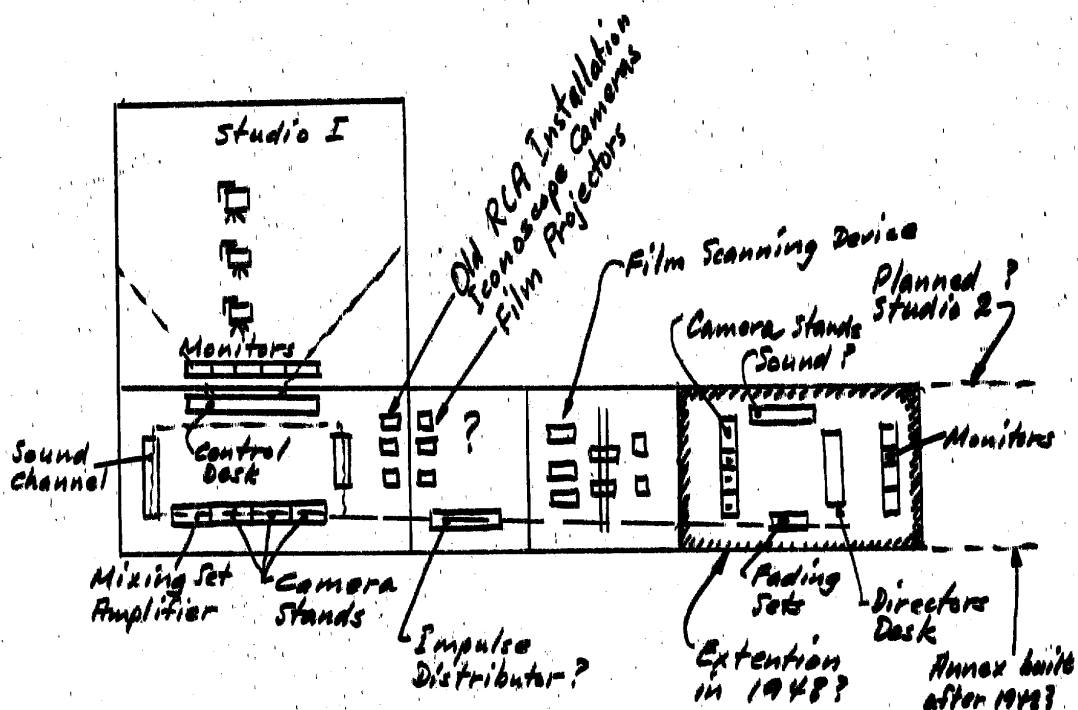 Studio I
Old RCA Installation
Iconoscope Cameras
Film Projectors
Film Scanning Device
Planned ?
Studio 2
Camera Stands
Sound ?
Monitors
Sound
Channel
Control
Desk
?
Monitors
Mixing Set
Amplifier
Camera
Stands
Impulse
Distributor?
Fading
Sets
Directors
Desk
Extention
in 1948?
Annex built
after 1948?